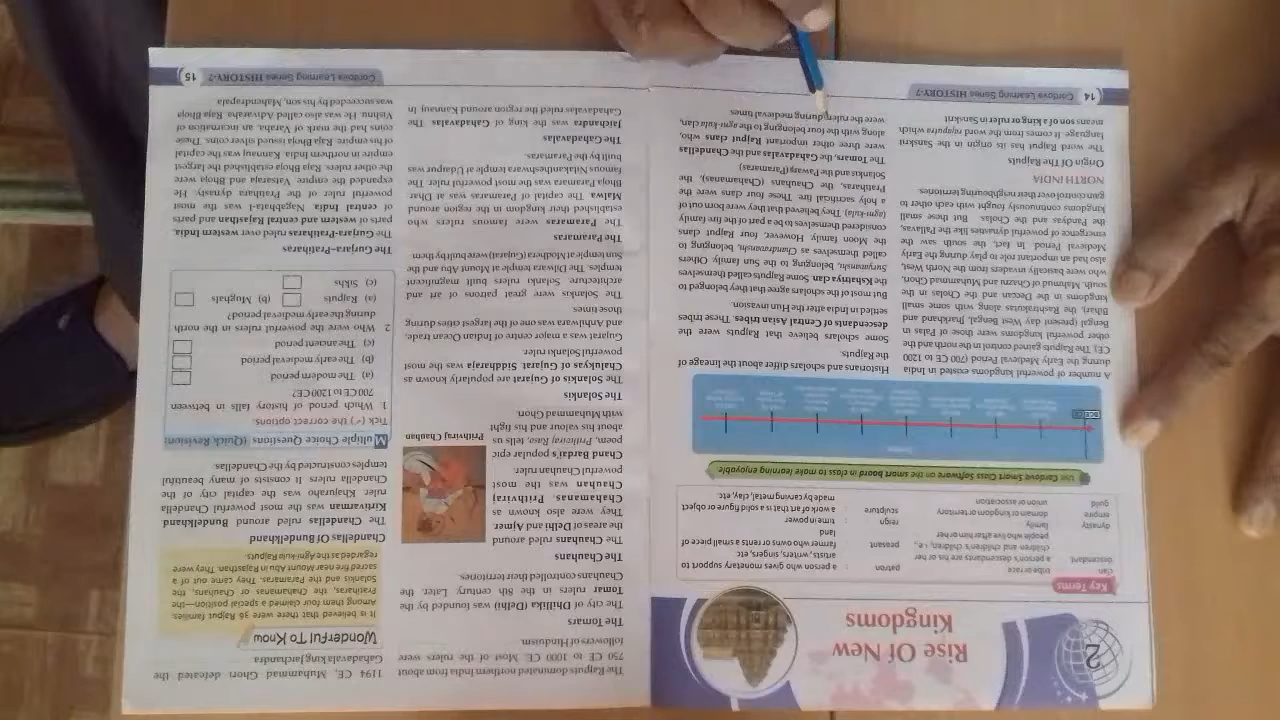 2
Rise Of New
Kingdoms
Key Terms
clan : tribe or race
descendant : a person's descendants are his or her
children and children's children, i.e.,
people who live after him or her
dynasty : family
empire : domain or kingdom or territory
guild : union or association
patron : a person who gives monetary support to
artists, writers, singers, etc
peasant : farmer who owns or rents a small piece of
land
reign : time in power
sculpture : a work of art that is a solid figure or object
made by carving metal, clay, etc.
Use Cordova Smart Class Software on the smart board in class to make learning enjoyable.
A number of powerful kingdoms existed in India
during the Early Medieval Period (700 CE to 1200
CE). The Rajputs gained control in the north and the
other powerful kingdoms were those of Palas in
Bengal (present day West Bengal, Jharkhand and
Bihar), the Rashtrakutas along with some small
kingdoms in the Deccan and the Cholas in the
south. Mahmud of Ghazni and Muhammad Ghori,
who were basically invaders from the North West,
also had an important role to play during the Early
Medieval Period. In fact, the south saw the
emergence of powerful dynasties like the Pallavas,
the Pandyas and the Cholas. But these small
kingdoms continuously fought with each other to
gain control over their neighbouring territories.
NORTH INDIA
Origin Of The Rajputs
The word Rajput has its origin in the Sanskrit
language. It comes from the word rajputra which
means son of a king or ruler in Sanskrit.
Historians and scholars differ about the lineage of
the Rajputs.
Some scholars believe that Rajputs were the
descendants of Central Asian tribes. These tribes
settled in India after the Hun invasion.
But most of the scholars agree that they belonged to
the Kshatriya clan. Some Rajputs called themselves
Suryavanshi, belonging to the Sun family. Others
called themselves as Chandravanshi, belonging to
the Moon family. However, four Rajput clans
considered themselves to be a part of the fire family
(agni-kula). They believed that they were born out of
a holy sacrificial fire. These four clans were the
Pratiharas, the Chauhans (Chahamanas), the
Solankis and the Pawars (Paramaras).
The Tomars, the Gahadavalas and the Chandellas
were three other important Rajput clans who,
along with the four belonging to the agni-kula clan,
were the rulers during medieval times.
14 Cordova Learning Series HISTORY-7
The Rajputs dominated northern India from about
750 CE to 1000 CE. Most of the rulers were
followers of Hinduism.
The Tomars
The city of Dhillika (Delhi) was founded by the
Tomar rulers in the 8th century. Later, the
Chauhans controlled their territories.
The Chauhans
The Chauhans ruled around
the areas of Delhi and Ajmer.
They were also known as
Chahamanas. Prithviraj
Chauhan was the most
powerful Chauhan ruler.
Chand Bardai's popular epic
poem, Prithviraj Raso, tells us
about his valour and his fight
with Muhammad Ghori.
Prithviraj Chauhan
The Solankis
The Solankis of Gujarat are popularly known as
Chalukyas of Gujarat. Siddharaja was the most
powerful Solanki ruler.
Gujarat was a major centre of Indian Ocean trade,
and Anhilwara was one of the largest cities during
those times.
The Solankis were great patrons of art and
architecture. Solanki rulers built magnificent
temples. The Dilwara temple at Mount Abu and the
Sun temple at Modhera (Gujarat) were built by them.
The Paramaras
The Paramaras were famous rulers who
established their kingdom in the region around
Malwa. The capital of Paramaras was at Dhar.
Bhoja Paramara was the most powerful ruler. The
famous Nilakantheshwara temple at Udaipur was
built by the Paramaras.
The Gahadavalas
Jaichandra was the king of Gahadavalas. The
Gahadavalas ruled the region around Kannauj. In
1194 CE, Muhammad Ghori defeated the
Gahadavala king Jaichandra.
Wonderful To Know
It is believed that there were 36 Rajput families.
Among them four claimed a special position—the
Pratiharas, the Chahamanas or Chauhans, the
Solankis and the Paramaras. They came out of a
sacred fire near Mount Abu in Rajasthan. They were
regarded as the Agni-kula Rajputs.
Chandellas Of Bundelkhand
The Chandellas ruled around Bundelkhand.
Kirtivarman was the most powerful Chandella
ruler. Khajuraho was the capital city of the
Chandella rulers. It consists of many beautiful
temples constructed by the Chandellas.
Multiple Choice Questions (Quick Revision)
Tick (✓) the correct options:
1. Which period of history falls in between
700 CE to 1200 CE?
(a) The modern period
(b) The early medieval period
(c) The ancient period
2. Who were the powerful rulers in the north
during the early medieval period?
(a) Rajputs (b) Mughals
(c) Sikhs
The Gurjara–Pratiharas
The Gurjara-Pratiharas ruled over western India,
parts of western and central Rajasthan and parts
of central India. Nagabhata-I was the most
powerful ruler of the Pratihara dynasty. He
expanded the empire. Vatsaraj and Bhoja were
the other rulers. Raja Bhoja established the largest
empire in northern India. Kannauj was the capital
of his empire. Raja Bhoja issued silver coins. These
coins had the mark of Varaha, an incarnation of
Vishnu. He was also called Adivaraha. Raja Bhoja
was succeeded by his son, Mahendrapala
Cordova Learning Series HISTORY-7 15